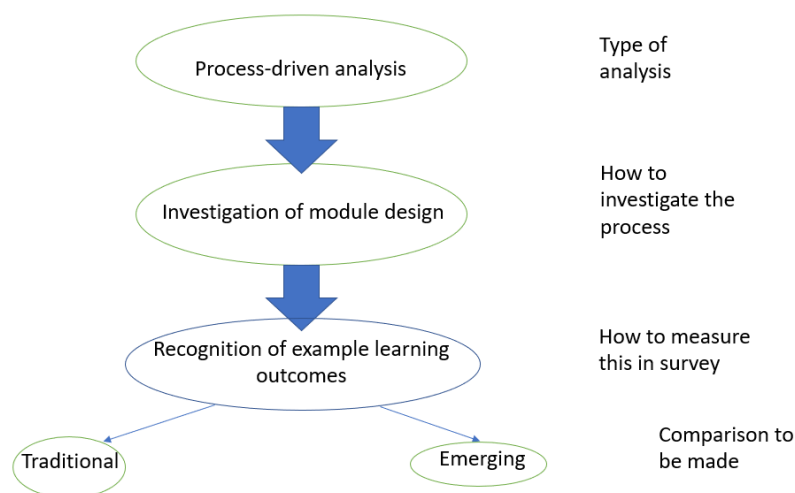 Process-driven analysis
Type of
analysis
Investigation of module design
How to
investigate the
process
Recognition of example learning
outcomes
How to measure
this in survey
Traditional
Emerging
Comparison to
be made